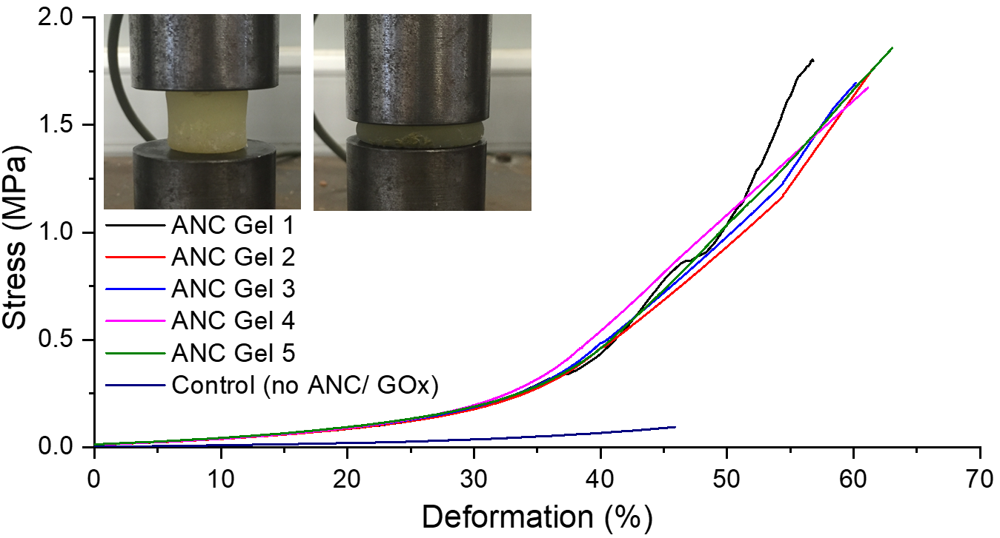 2.0
1.5
1.0
0.5
0.0
Stress (MPa)
ANC Gel 1
ANC Gel 2
ANC Gel 3
ANC Gel 4
ANC Gel 5
Control (no ANC/ GOx)
0 10 20 30 40 50 60 70
Deformation (%)